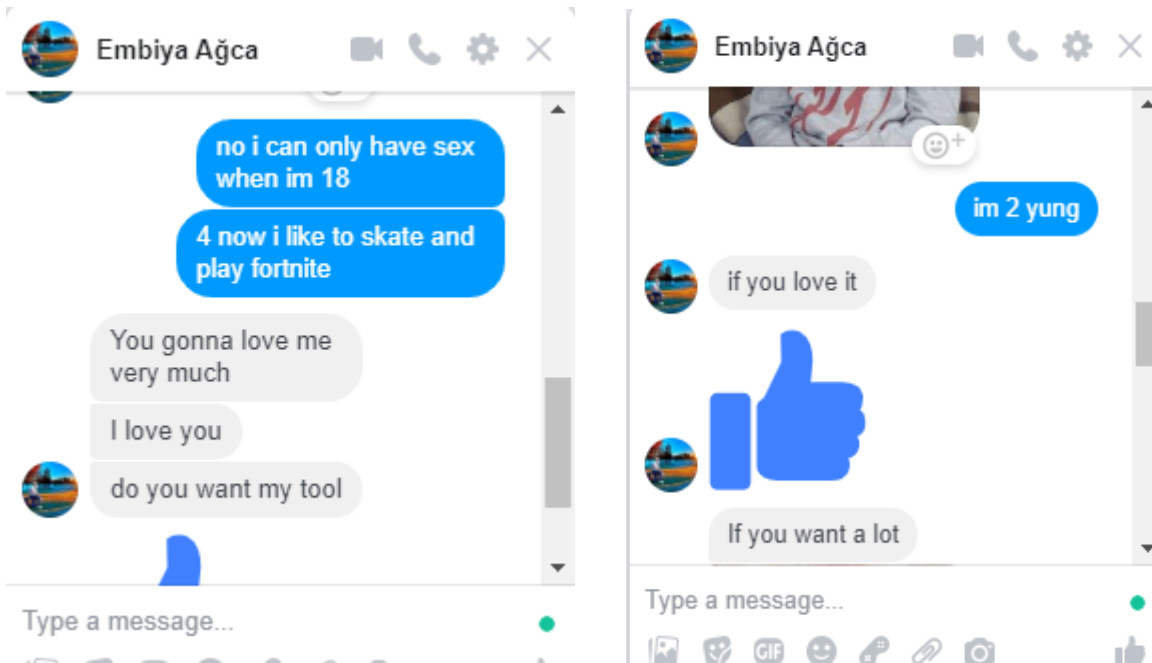 Embiya Ağca
no i can only have sex
when im 18
4 now i like to skate and
play fortnite
You gonna love me
very much
I love you
do you want my tool
Type a message...
Embiya Ağca
im 2 yung
if you love it
If you want a lot
Type a message...
GIF